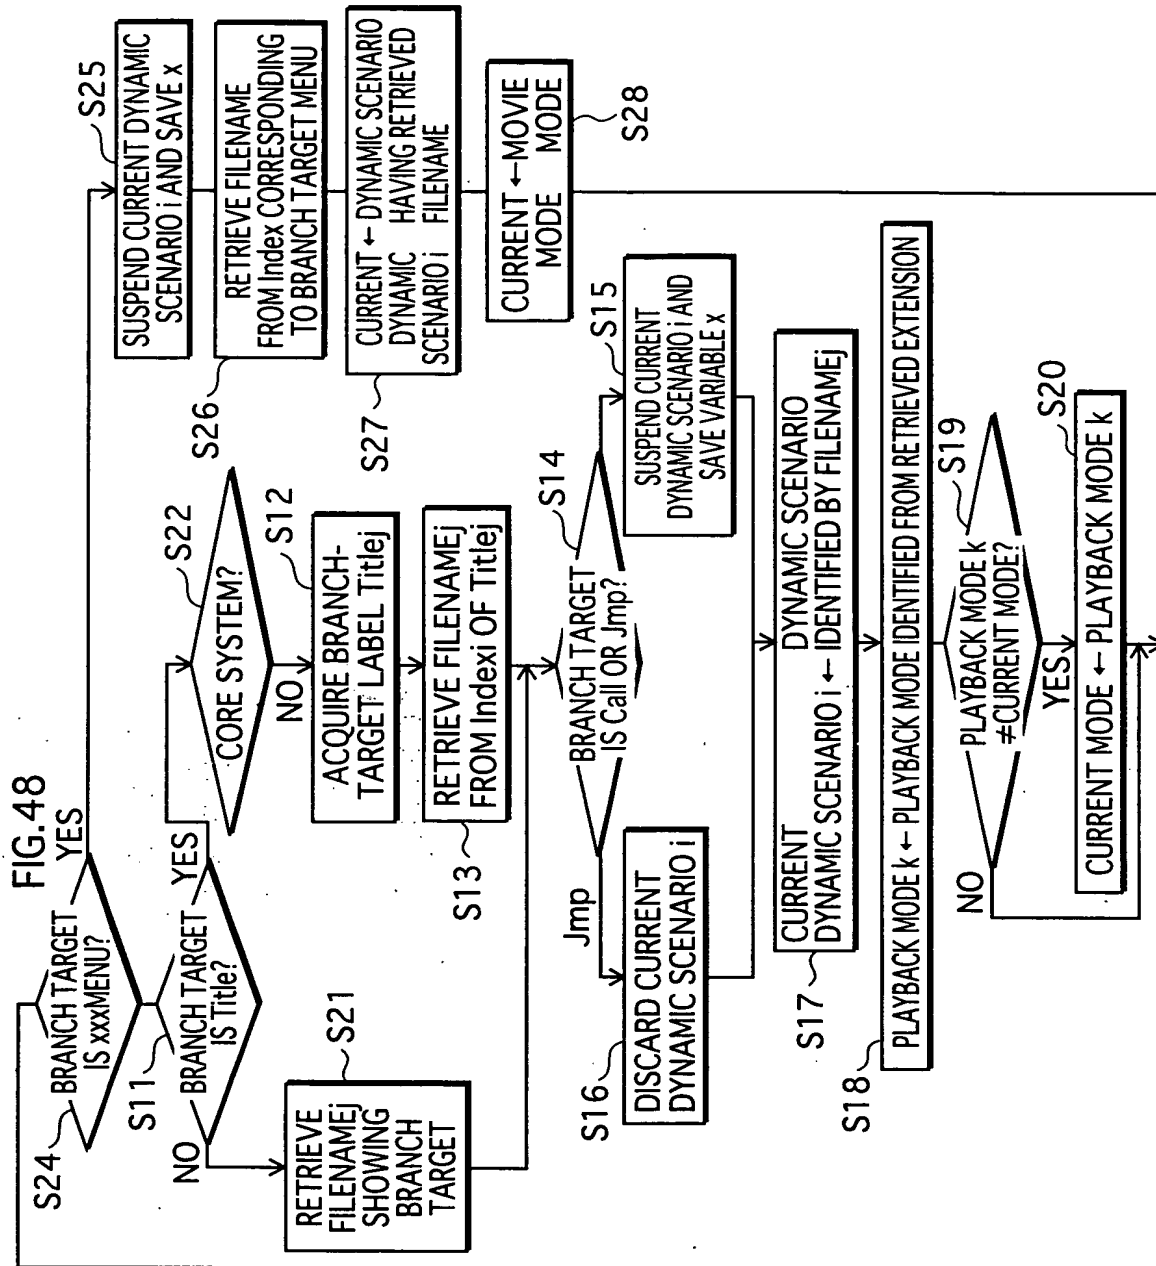 FIG.48
S24
BRANCH TARGET
IS xxxMENU?
YES
S11
BRANCH TARGET
IS Title?
YES
NO
S22
CORE SYSTEM?
NO
S12
ACQUIRE BRANCH-
TARGET LABEL Titlej
S13
RETRIEVE FILENAMEj
FROM Indexi OF Titlej
S21
RETRIEVE
FILENAMEj
SHOWING
BRANCH
TARGET
S25
SUSPEND CURRENT DYNAMIC
SCENARIO i AND SAVE x
S26
RETRIEVE FILENAME
FROM Index CORRESPONDING
TO BRANCH TARGET MENU
S27
CURRENT ← DYNAMIC SCENARIO
DYNAMIC HAVING RETRIEVED
SCENARIO i FILENAME
S28
CURRENT ← MOVIE
MODE MODE
S14
BRANCH TARGET
IS Call OR Jmp?
Jmp
S15
SUSPEND CURRENT
DYNAMIC SCENARIO i AND
SAVE VARIABLE x
S16
DISCARD CURRENT
DYNAMIC SCENARIO i
S17
CURRENT DYNAMIC SCENARIO
DYNAMIC SCENARIO i ← IDENTIFIED BY FILENAMEj
S18
PLAYBACK MODE k ← PLAYBACK MODE IDENTIFIED FROM RETRIEVED EXTENSION
S19
PLAYBACK MODE k
≠CURRENT MODE?
NO
YES
S20
CURRENT MODE ← PLAYBACK MODE k